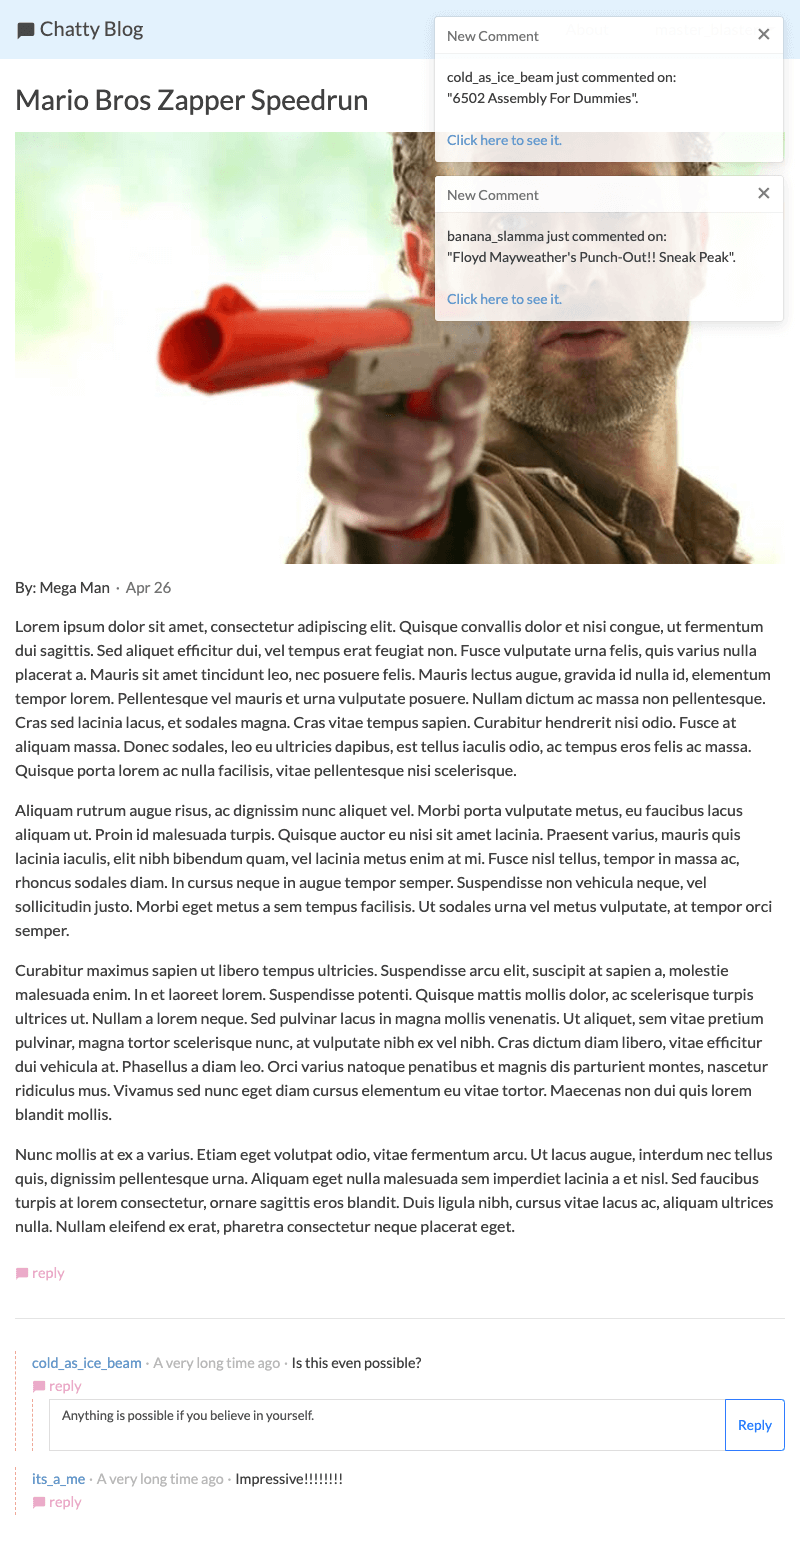 Chatty Blog
New Comment
cold_as_ice_beam just commented on:
"6502 Assembly For Dummies".
Click here to see it.
Mario Bros Zapper Speedrun
New Comment
banana_slamma just commented on:
"Floyd Mayweather's Punch-Out!! Sneak Peak".
Click here to see it.
By: Mega Man · Apr 26
Lorem ipsum dolor sit amet, consectetur adipiscing elit. Quisque convallis dolor et nisi congue, ut fermentum
dui sagittis. Sed aliquet efficitur dui, vel tempus erat feugiat non. Fusce vulputate urna felis, quis varius nulla
placerat a. Mauris sit amet tincidunt leo, nec posuere felis. Mauris lectus augue, gravida id nulla id, elementum
tempor lorem. Pellentesque vel mauris et urna vulputate posuere. Nullam dictum ac massa non pellentesque.
Cras sed lacinia lacus, et sodales magna. Cras vitae tempus sapien. Curabitur hendrerit nisi odio. Fusce at
aliquam massa. Donec sodales, leo eu ultricies dapibus, est tellus iaculis odio, ac tempus eros felis ac massa.
Quisque porta lorem ac nulla facilisis, vitae pellentesque nisi scelerisque.
Aliquam rutrum augue risus, ac dignissim nunc aliquet vel. Morbi porta vulputate metus, eu faucibus lacus
aliquam ut. Proin id malesuada turpis. Quisque auctor eu nisi sit amet lacinia. Praesent varius, mauris quis
lacinia iaculis, elit nibh bibendum quam, vel lacinia metus enim at mi. Fusce nisl tellus, tempor in massa ac,
rhoncus sodales diam. In cursus neque in augue tempor semper. Suspendisse non vehicula neque, vel
sollicitudin justo. Morbi eget metus a sem tempus facilisis. Ut sodales urna vel metus vulputate, at tempor orci
semper.
Curabitur maximus sapien ut libero tempus ultricies. Suspendisse arcu elit, suscipit at sapien a, molestie
malesuada enim. In et laoreet lorem. Suspendisse potenti. Quisque mattis mollis dolor, ac scelerisque turpis
ultrices ut. Nullam a lorem neque. Sed pulvinar lacus in magna mollis venenatis. Ut aliquet, sem vitae pretium
pulvinar, magna tortor scelerisque nunc, at vulputate nibh ex vel nibh. Cras dictum diam libero, vitae efficitur
dui vehicula at. Phasellus a diam leo. Orci varius natoque penatibus et magnis dis parturient montes, nascetur
ridiculus mus. Vivamus sed nunc eget diam cursus elementum eu vitae tortor. Maecenas non dui quis lorem
blandit mollis.
Nunc mollis at ex a varius. Etiam eget volutpat odio, vitae fermentum arcu. Ut lacus augue, interdum nec tellus
quis, dignissim pellentesque urna. Aliquam eget nulla malesuada sem imperdiet lacinia a et nisl. Sed faucibus
turpis at lorem consectetur, ornare sagittis eros blandit. Duis ligula nibh, cursus vitae lacus ac, aliquam ultrices
nulla. Nullam eleifend ex erat, pharetra consectetur neque placerat eget.
reply
cold_as_ice_beam · A very long time ago · Is this even possible?
reply
Anything is possible if you believe in yourself.
Reply
its_a_me · A very long time ago · Impressive!!!!!!!!
reply